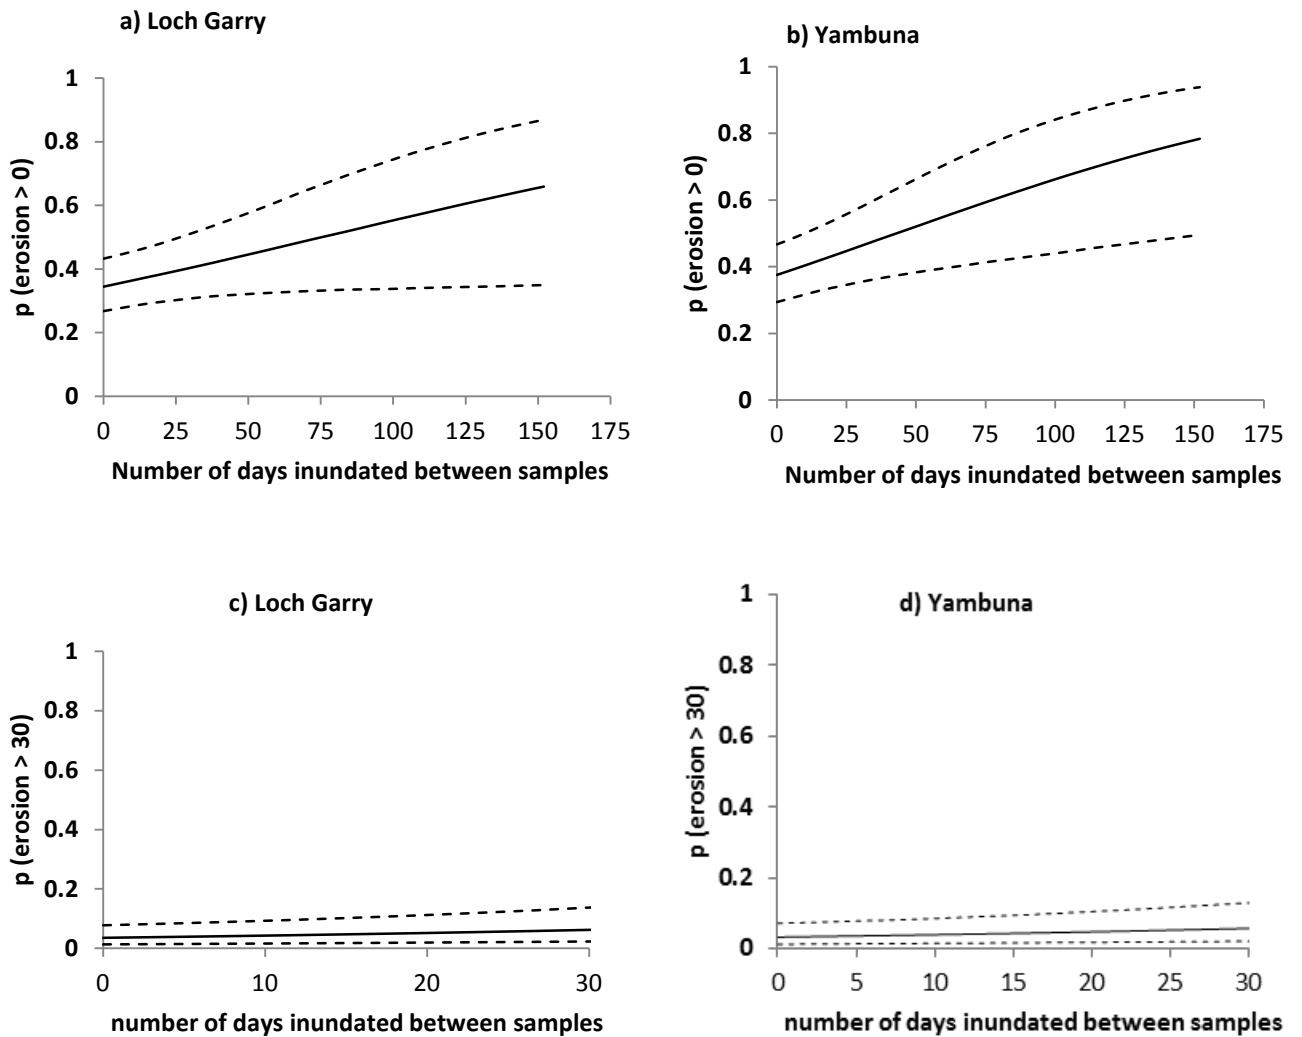 a) Loch Garry
1
0.8
0.6
0.4
0.2
0
p (erosion > 0)
0 25 50 75 100 125 150 175
Number of days inundated between samples
b) Yambuna
1
0.8
0.6
0.4
0.2
0
p (erosion > 0)
0 25 50 75 100 125 150 175
Number of days inundated between samples
c) Loch Garry
1
0.8
0.6
0.4
0.2
0
p (erosion > 30)
0 10 20 30
number of days inundated between samples
d) Yambuna
1
0.8
0.6
0.4
0.2
0
p (erosion > 30)
0 5 10 15 20 25 30
number of days inundated between samples